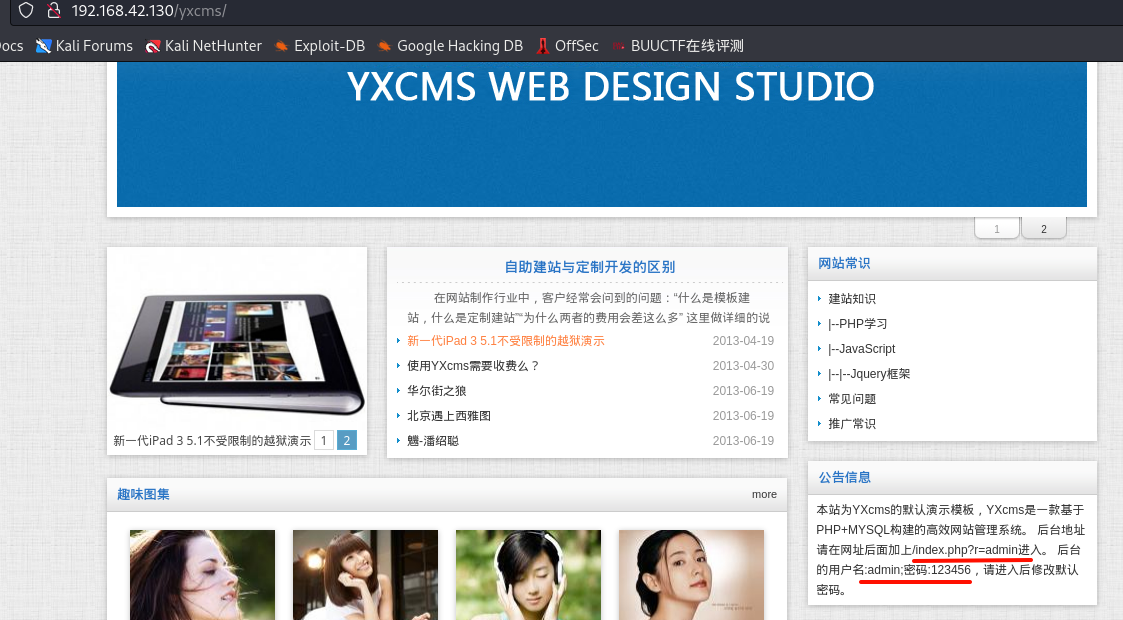 192.168.42.130/yxcms/
ocs Kali Forums Kali NetHunter Exploit-DB Google Hacking DB OffSec BUUCTF在线评测
YXCMS WEB DESIGN STUDIO
1 2
新一代iPad 3 5.1不受限制的越狱演示 1 2
自助建站与定制开发的区别
在网站制作行业中，客户经常会问到的问题：“什么是模板建
站，什么是定制建站”“为什么两者的费用会差这么多” 这里做详细的说
新一代iPad 3 5.1不受限制的越狱演示 2013-04-19
使用YXcms需要收费么？ 2013-04-30
华尔街之狼 2013-06-19
北京遇上西雅图 2013-06-19
-潘绍聪 2013-06-19
网站常识
建站知识
|--PHP学习
|--JavaScript
|--|--Jquery框架
常见问题
推广常识
趣味图集 more
公告信息
本站为YXcms的默认演示模板，YXcms是一款基于
PHP+MYSQL构建的高效网站管理系统。 后台地址
请在网址后面加上/index.php?r=admin进入。 后台
的用户名:admin;密码:123456，请进入后修改默认
密码。